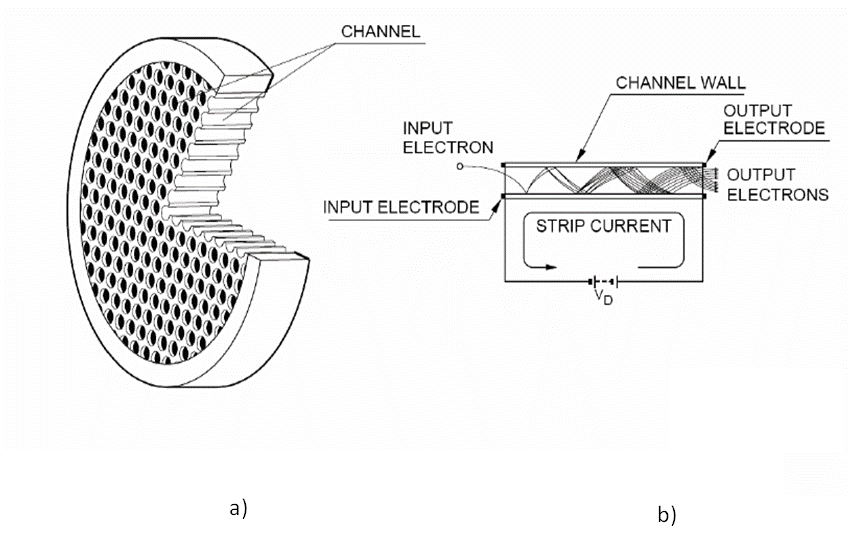 CHANNEL
CHANNEL WALL
OUTPUT
ELECTRODE
INPUT
ELECTRON
OUTPUT
ELECTRONS
INPUT ELECTRODE
STRIP CURRENT
VD
a)
b)